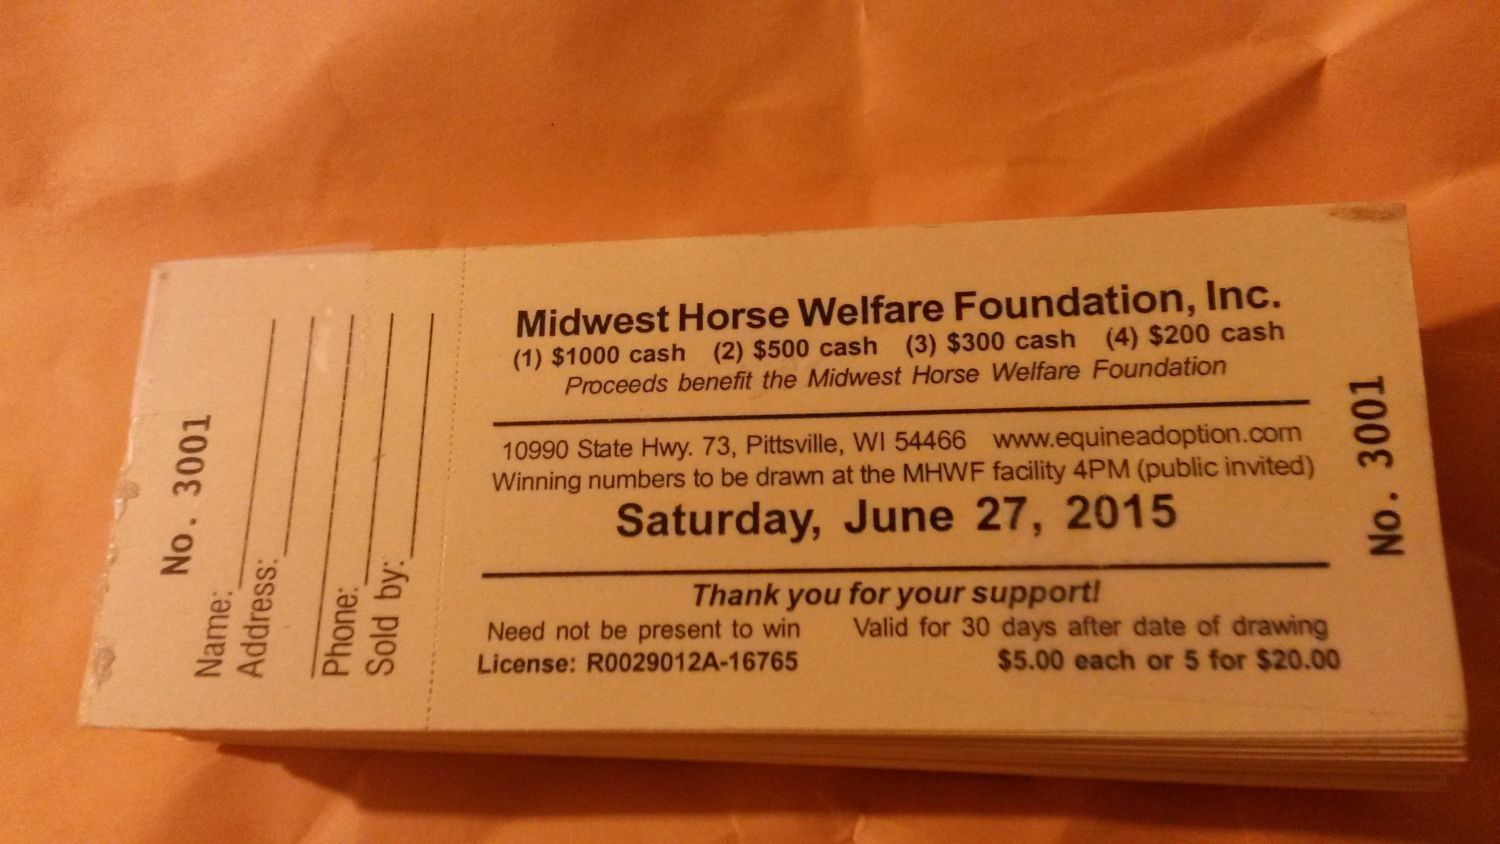 No. 3001
Name:
Address:
Phone:
Sold by:
Midwest Horse Welfare Foundation, Inc.
(1) $1000 cash (2) $500 cash (3) $300 cash (4) $200 cash
Proceeds benefit the Midwest Horse Welfare Foundation
10990 State Hwy. 73, Pittsville, WI 54466 www.equineadoption.com
Winning numbers to be drawn at the MHWF facility 4PM (public invited)
Saturday, June 27, 2015
Thank you for your support!
Need not be present to win Valid for 30 days after date of drawing
License: R0029012A-16765 $5.00 each or 5 for $20.00
No. 3001